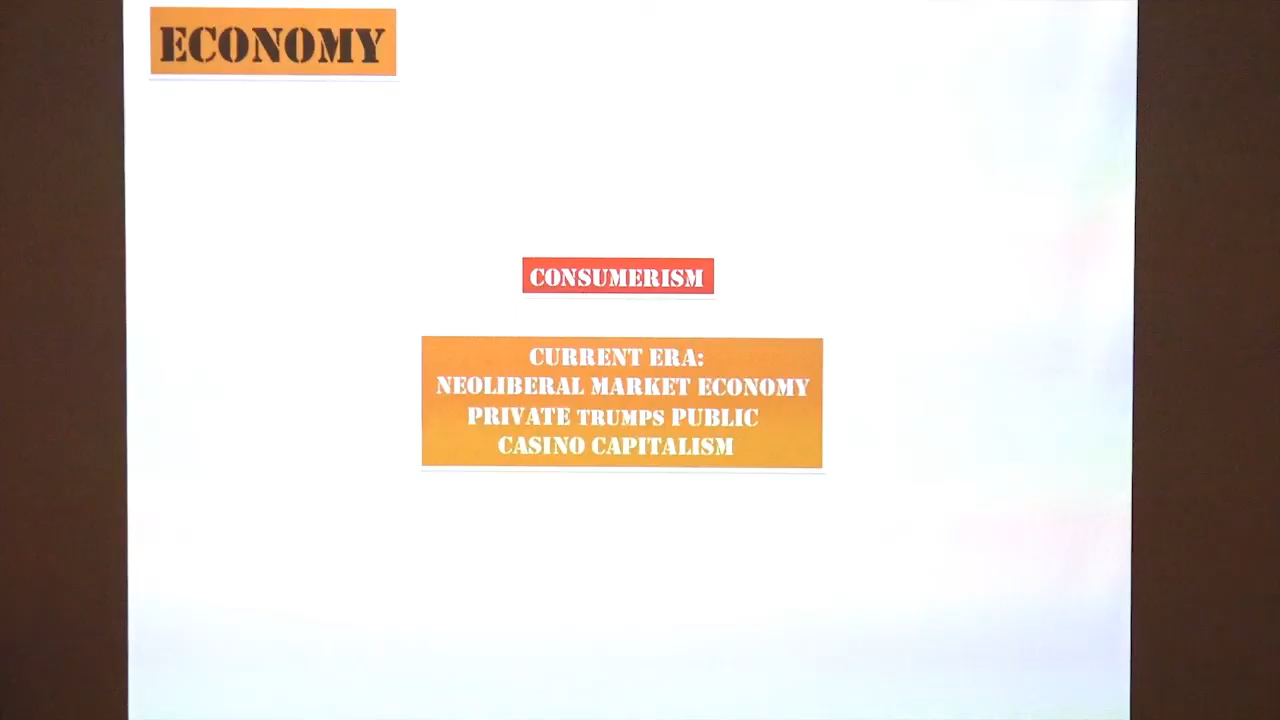 ECONOMY
CONSUMERISM
CURRENT ERA:
NEOLIBERAL MARKET ECONOMY
PRIVATE TRUMPS PUBLIC
CASINO CAPITALISM